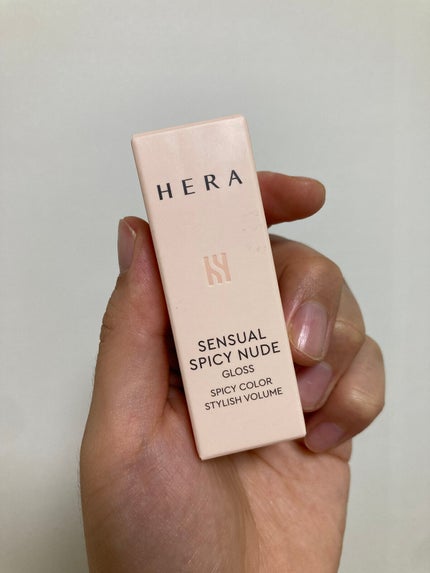 HERA
SENSUAL
SPICY NUDE
GLOSS
SPICY COLOR
STYLISH VOLUME